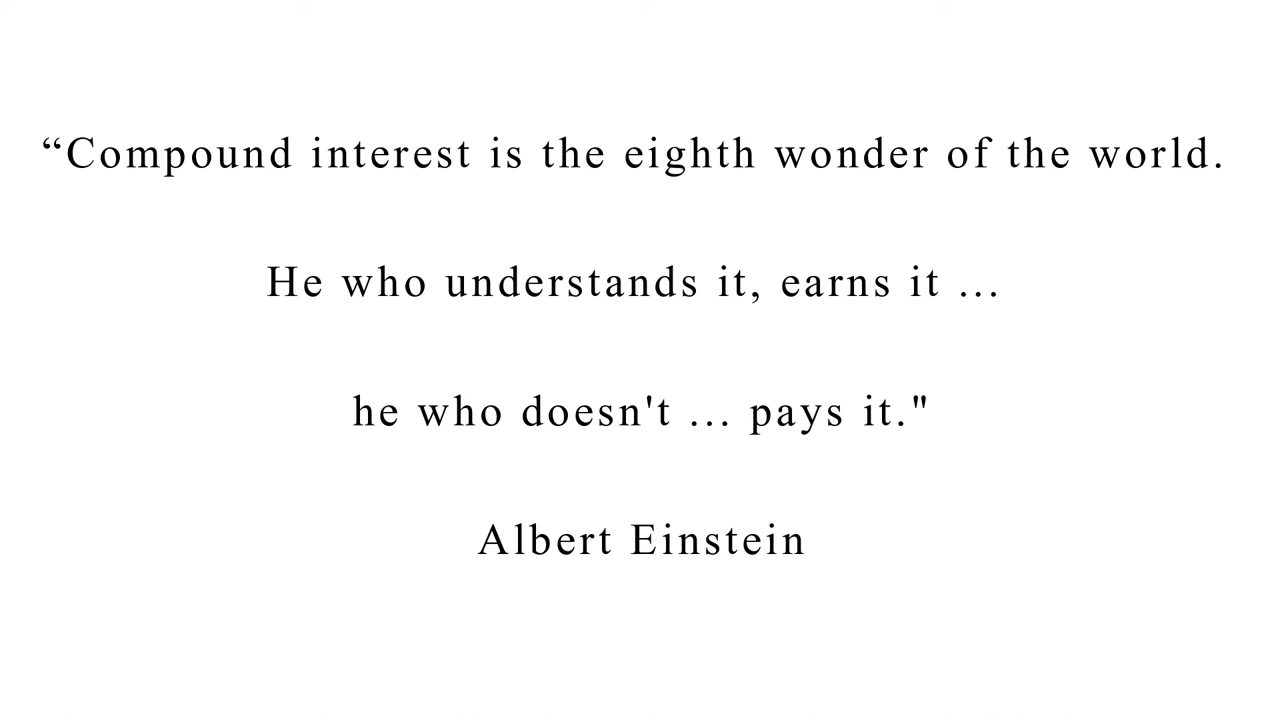 “Compound interest is the eighth wonder of the world.
He who understands it, earns it ...
he who doesn't ... pays it."
Albert Einstein